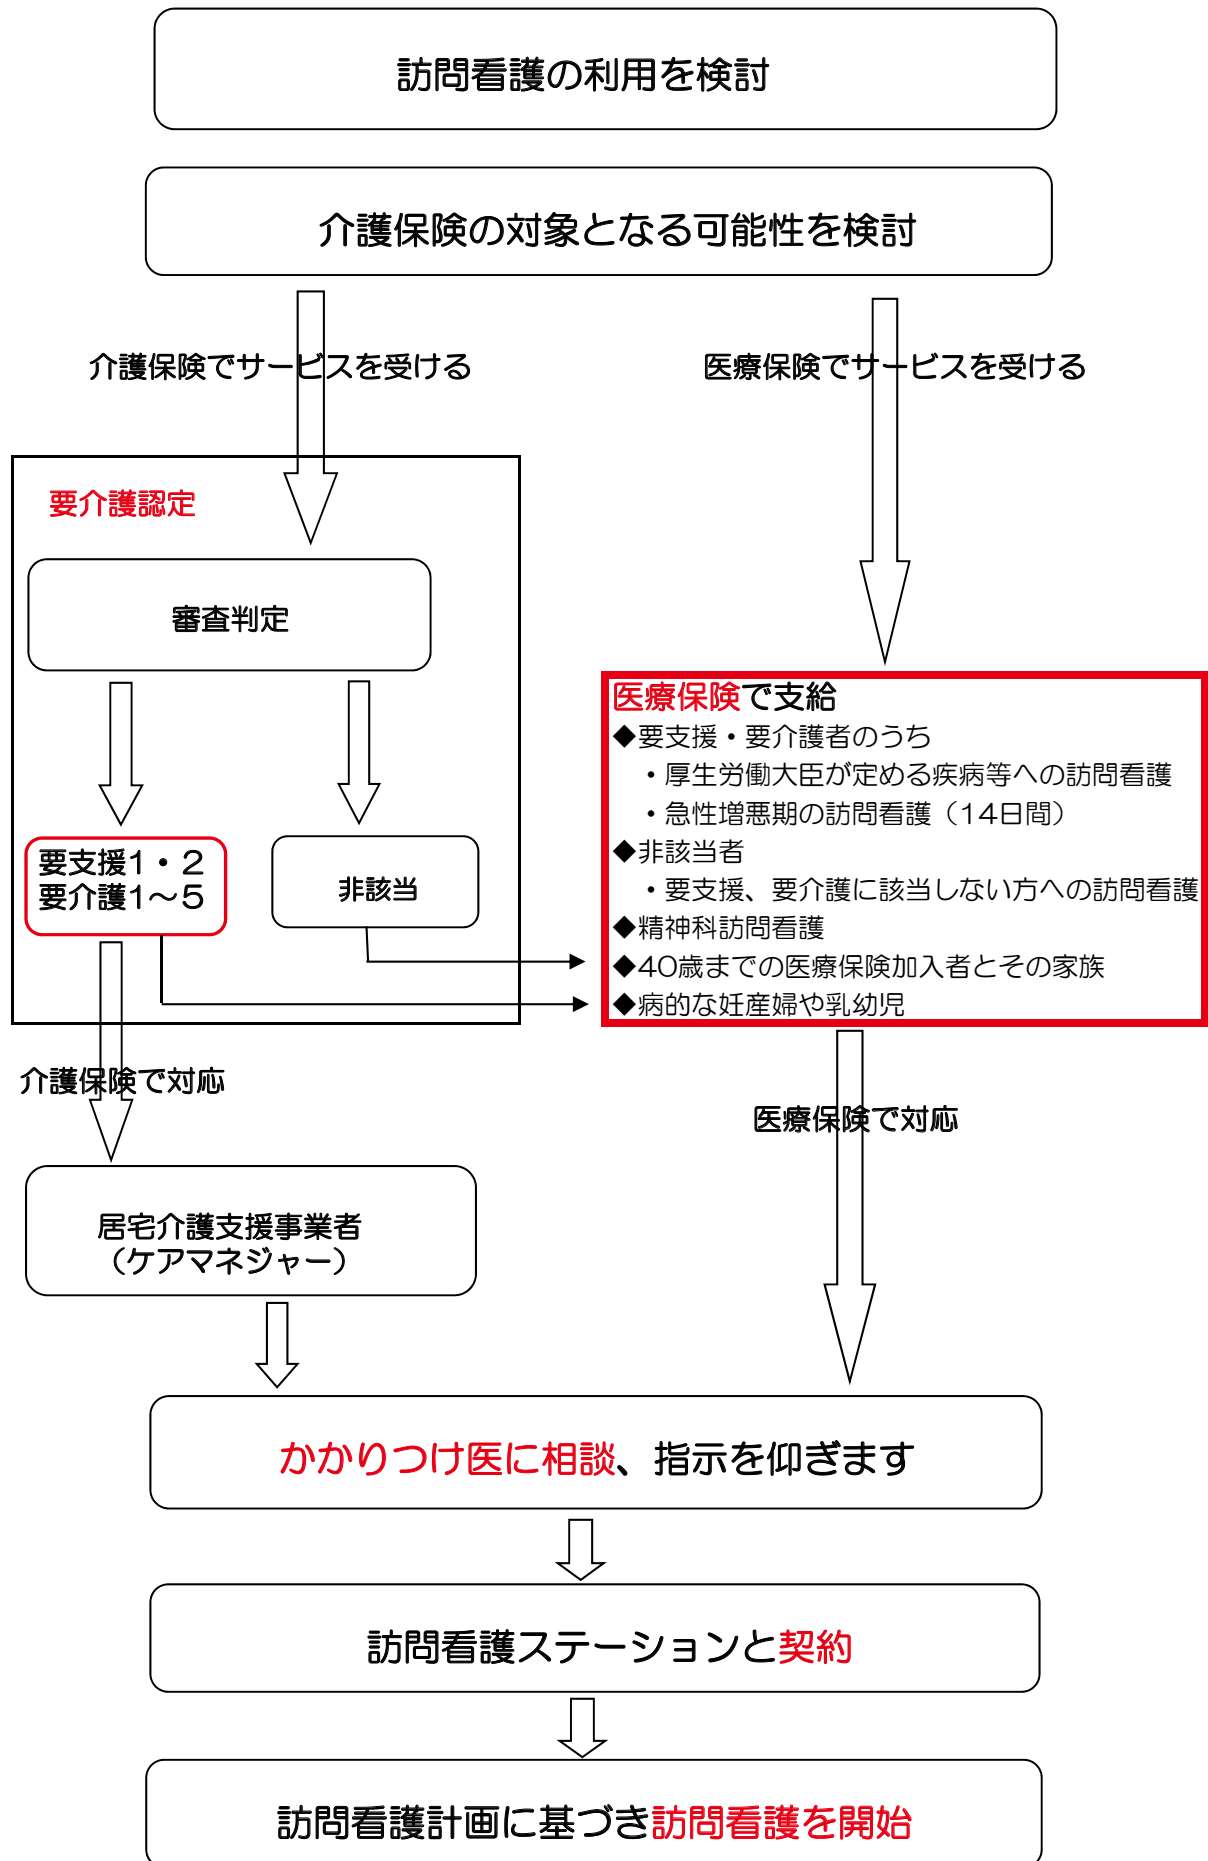 訪問看護の利用を検討
介護保険の対象となる可能性を検討
介護保険でサービスを受ける
医療保険でサービスを受ける
要介護認定
審査判定
要支援1・2
要介護1～5
非該当
医療保険で支給
◆要支援・要介護者のうち
・厚生労働大臣が定める疾病等への訪問看護
・急性増悪期の訪問看護（14日間）
◆非該当者
・要支援、要介護に該当しない方への訪問看護
◆精神科訪問看護
◆40歳までの医療保険加入者とその家族
◆病的な妊産婦や乳幼児
介護保険で対応
医療保険で対応
居宅介護支援事業者
（ケアマネジャー）
かかりつけ医に相談、指示を仰ぎます
訪問看護ステーションと契約
訪問看護計画に基づき訪問看護を開始